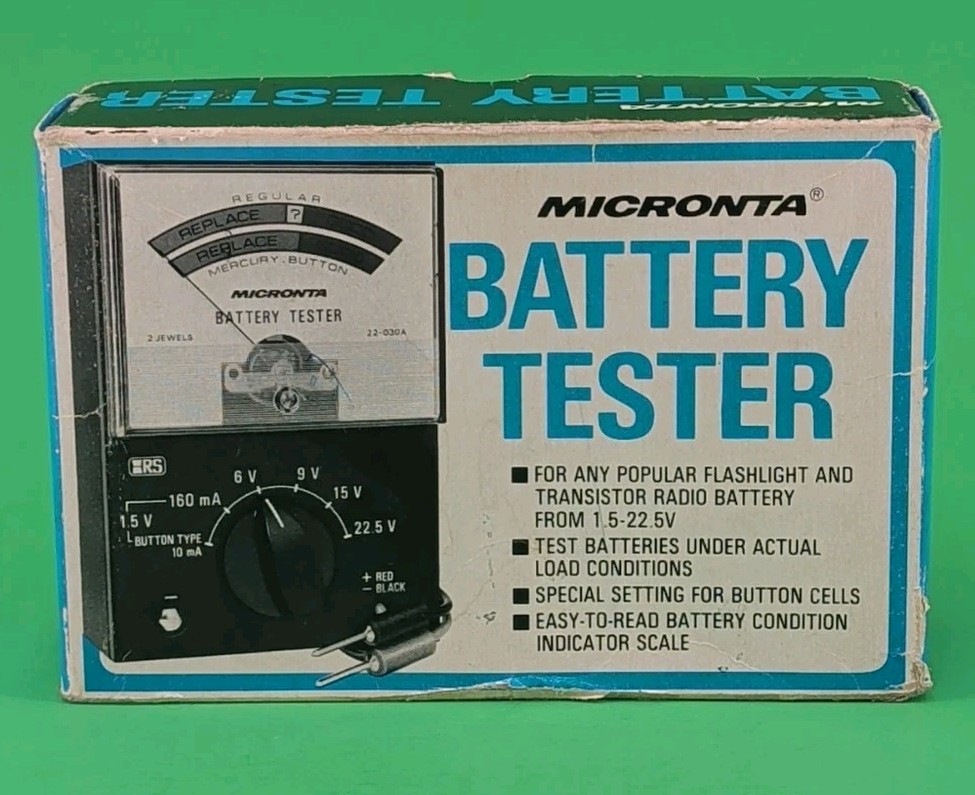 MICRONTA
BATTERY TESTER
REGULAR
REPLACE ?
REPLACE
MERCURY-BUTTON
MICRONTA
BATTERY TESTER
2 JEWELS
22-030A
RS
6 V
9 V
160 mA
15 V
1.5 V
22.5 V
BUTTON TYPE
10 mA
+ RED
− BLACK
−
MICRONTA®
BATTERY
TESTER
■ FOR ANY POPULAR FLASHLIGHT AND
TRANSISTOR RADIO BATTERY
FROM 1.5-22.5V
■ TEST BATTERIES UNDER ACTUAL
LOAD CONDITIONS
■ SPECIAL SETTING FOR BUTTON CELLS
■ EASY-TO-READ BATTERY CONDITION
INDICATOR SCALE